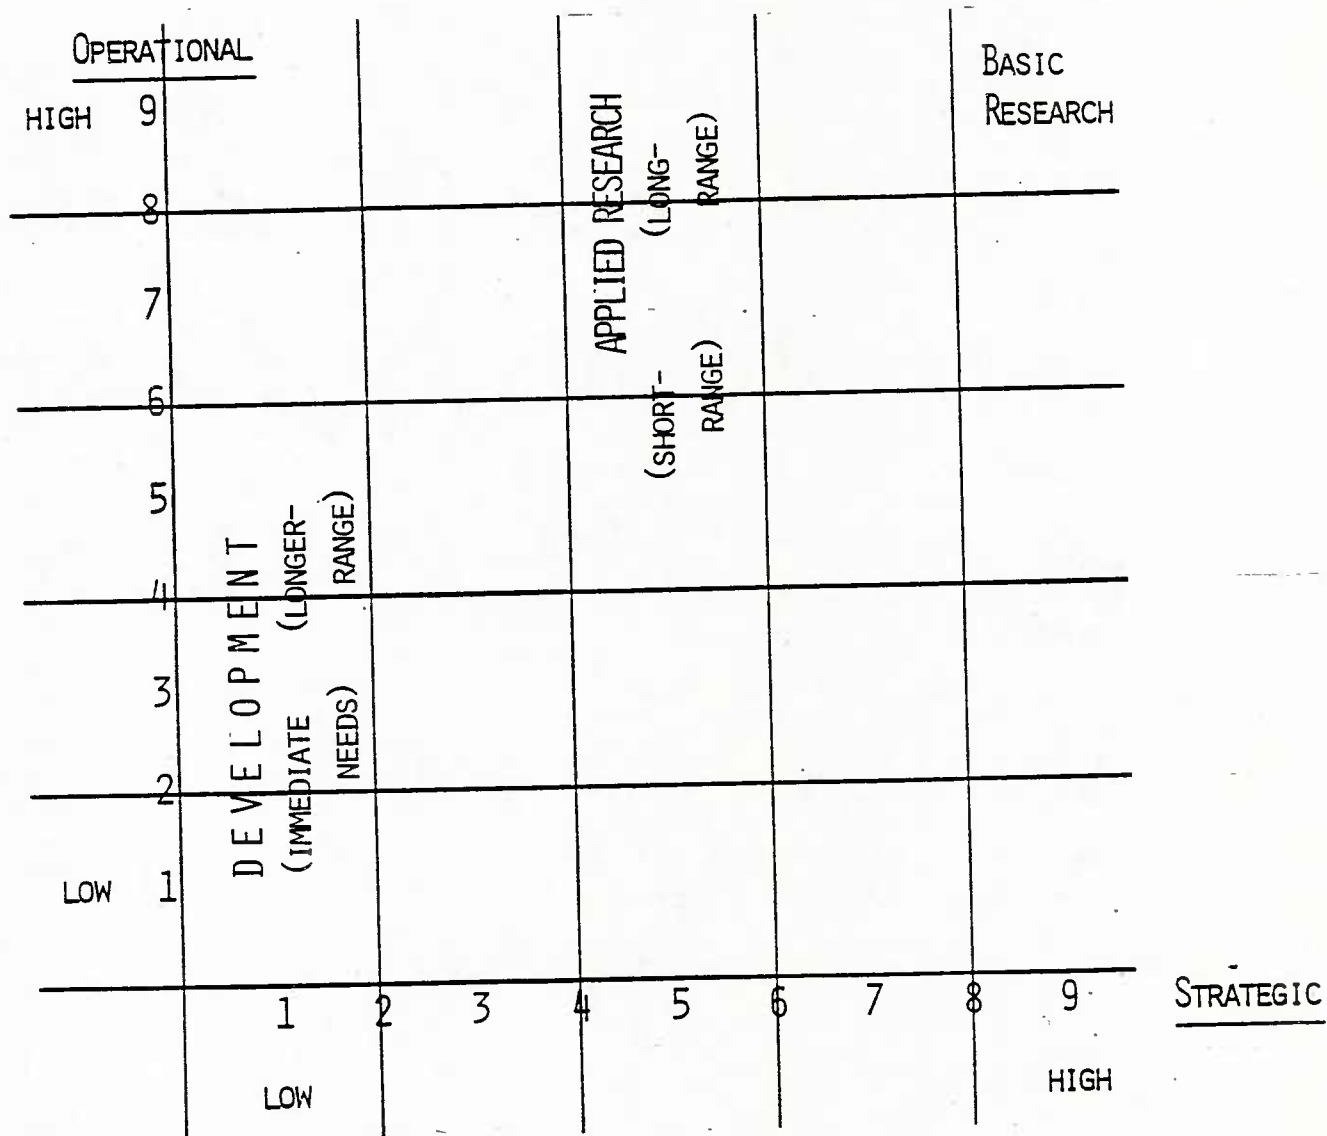 OPERATIONAL
HIGH 9
8
7
6
5
4
3
2
LOW 1
BASIC
RESEARCH
APPLIED RESEARCH
(LONG-
RANGE)
(SHORT-
RANGE)
DEVELOPMENT
(LONGER-
RANGE)
(IMMEDIATE
NEEDS)
1 2 3 4 5 6 7 8 9
STRATEGIC
LOW
HIGH